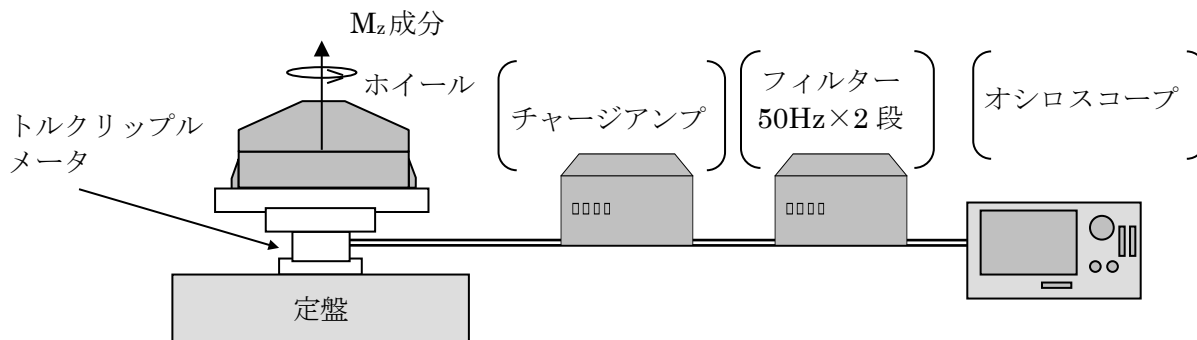 Mz成分
ホイール
トルクリップル
メータ
チャージアンプ
フィルター
50Hz×2 段
オシロスコープ
定盤